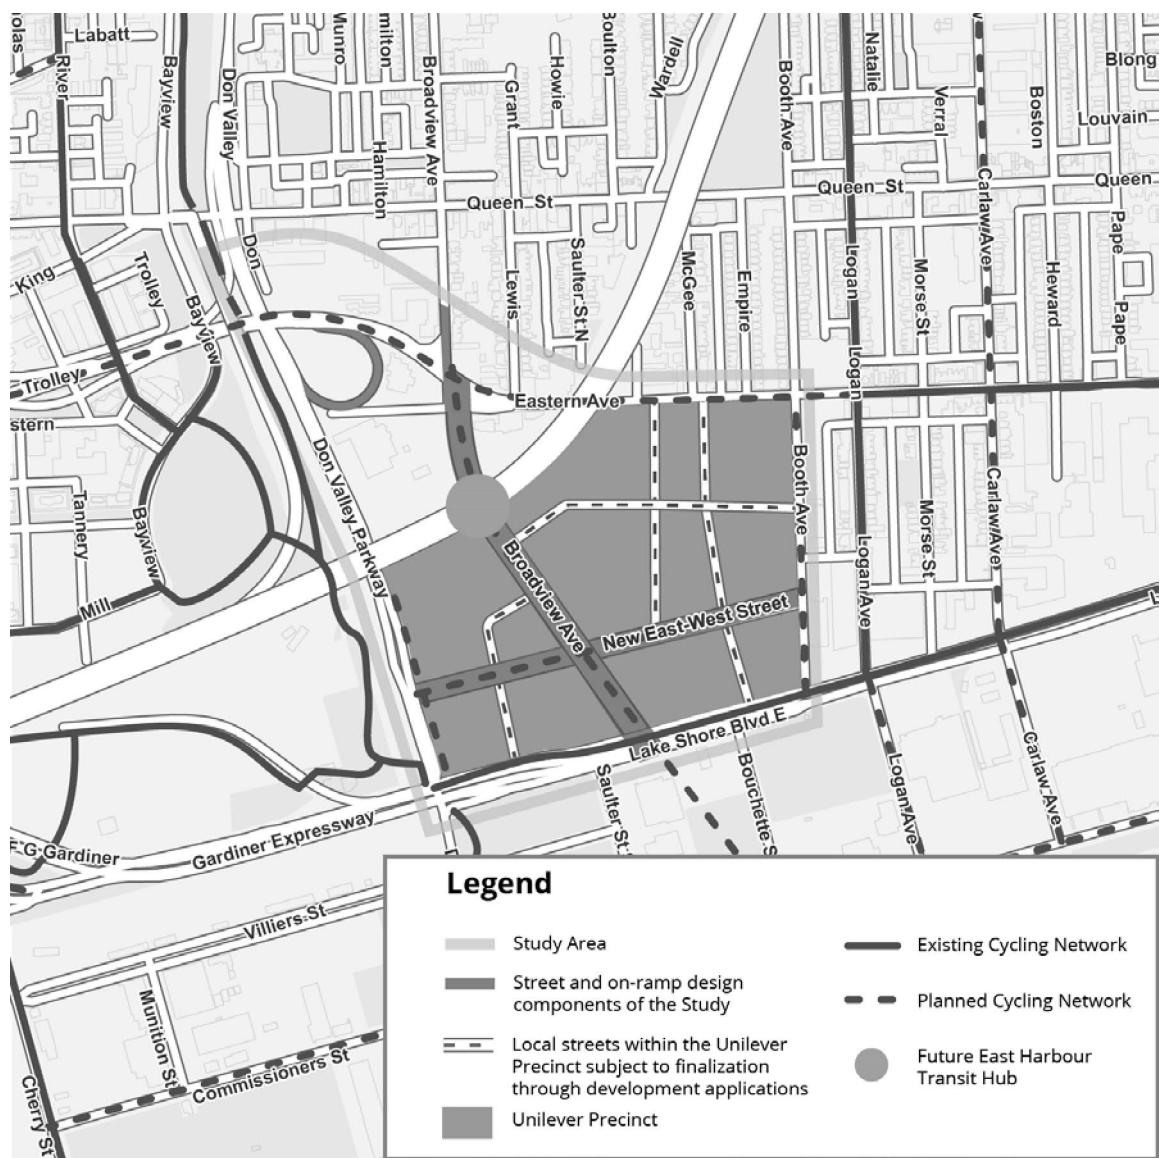 olas
Labatt
River
Bayview
Don Valley
Munro
milton
Broadview Ave
Hamilton
Grant
Howie
Boulton
Wardell
Booth Ave
Natalie
Verral
Boston
Blong
Louvain
Queen St
Queen St
Queen
Carlaw Ave
Pape
Pape
King
Trolley
Bayview
Don
Lewis
Saulter St N
McGee
Empire
Logan
Morse St
Heward
Logan
Trolley
stern
Eastern Ave
Tannery
Bayview
Don Valley Parkway
Booth Ave
Carlaw Ave
Morse St
Logan Ave
Mill
Broadview Ave
New East-West Street
Lake Shore Blvd E
Saulter St
Bouchette S
Logan Ave
Carlaw Ave
F G Gardiner
Gardiner Expressway
Villiers St
Munition St
Commissioners St
Cherry St
Legend
Study Area
Street and on-ramp design
components of the Study
Local streets within the Unilever
Precinct subject to finalization
through development applications
Unilever Precinct
Existing Cycling Network
Planned Cycling Network
Future East Harbour
Transit Hub